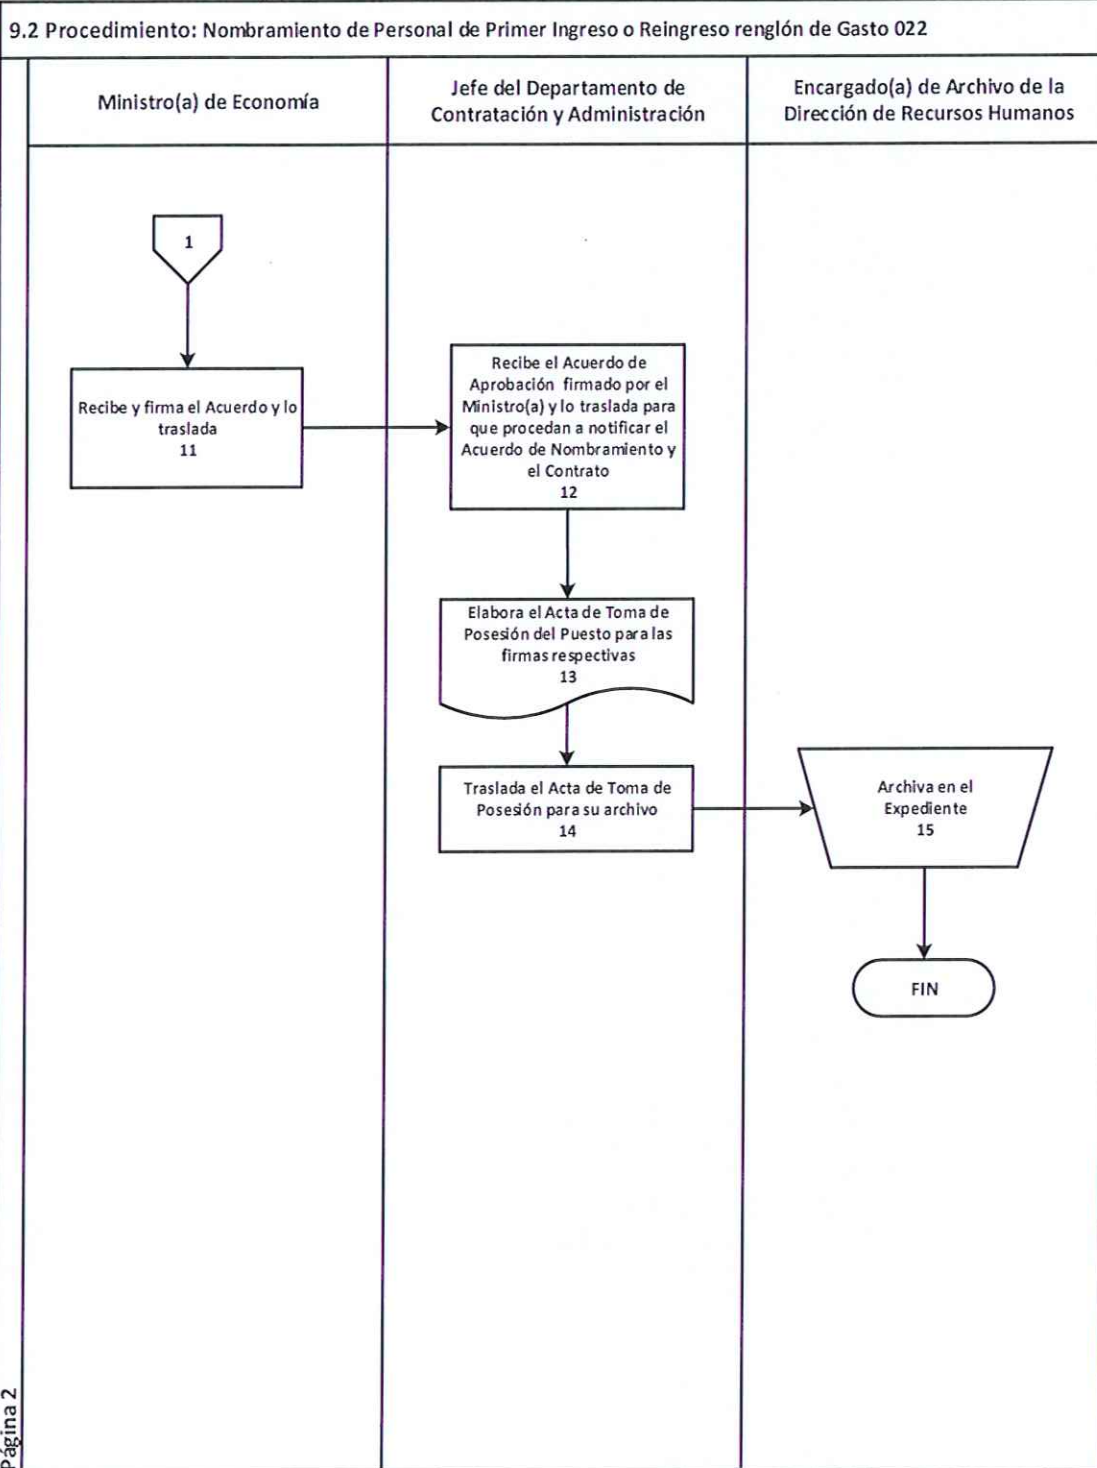 9.2 Procedimiento: Nombramiento de Personal de Primer Ingreso o Reingreso renglón de Gasto 022
Ministro(a) de Economía
Jefe del Departamento de
Contratación y Administración
Encargado(a) de Archivo de la
Dirección de Recursos Humanos
1
Recibe y firma el Acuerdo y lo
traslada
11
Recibe el Acuerdo de
Aprobación firmado por el
Ministro(a) y lo traslada para
que procedan a notificar el
Acuerdo de Nombramiento y
el Contrato
12
Elabora el Acta de Toma de
Posesión del Puesto para las
firmas respectivas
13
Traslada el Acta de Toma de
Posesión para su archivo
14
Archiva en el
Expediente
15
FIN
Página 2